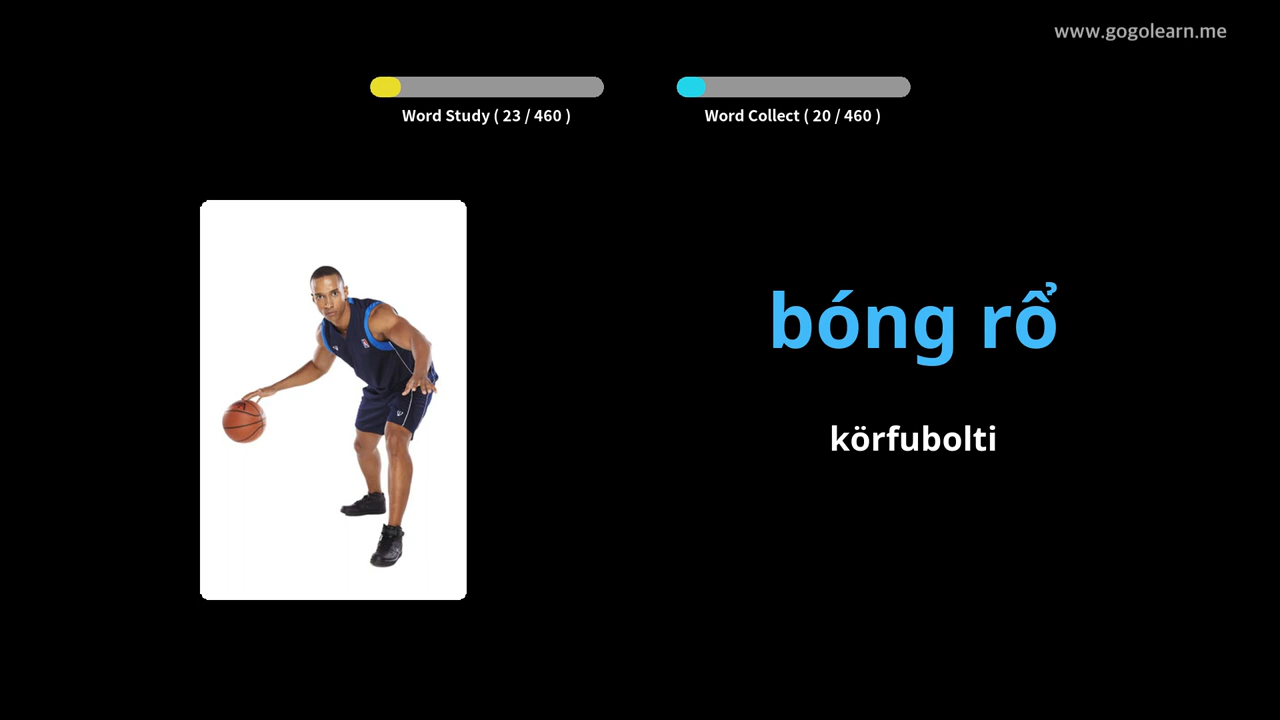 www.gogolearn.me
Word Study ( 23 / 460 )
Word Collect ( 20 / 460 )
bóng rổ
körfubolti